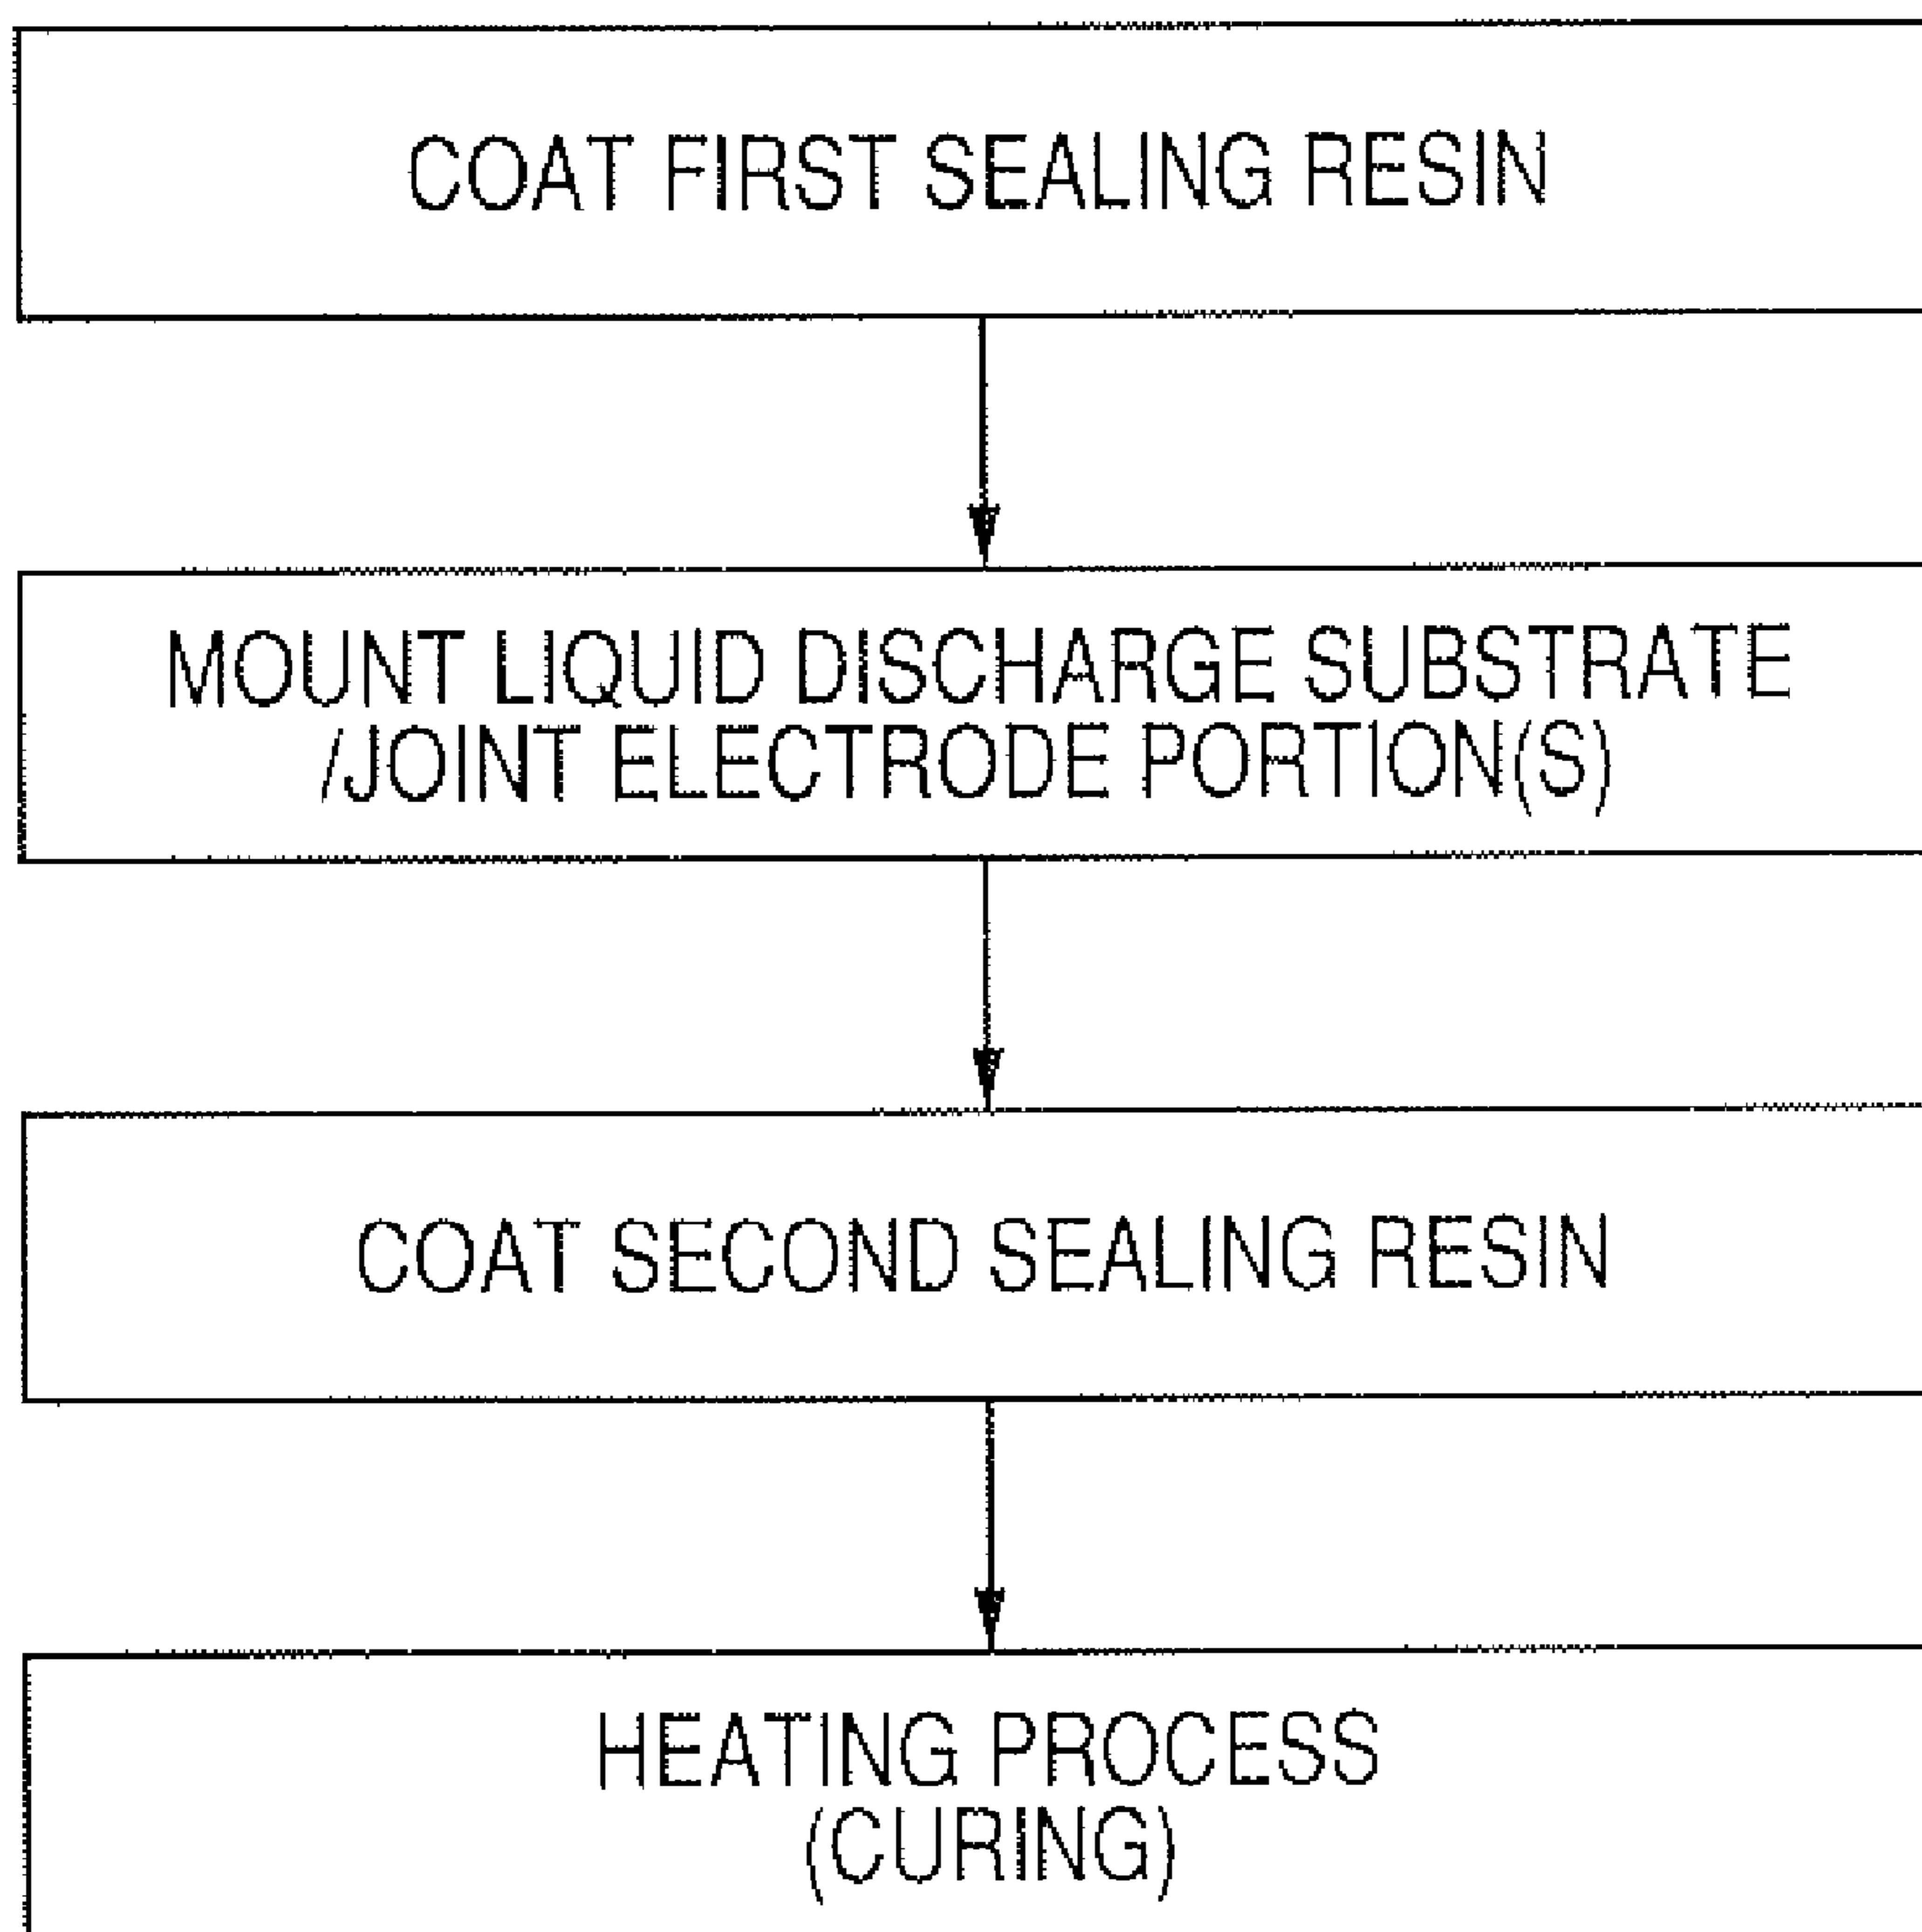 COAT FIRST SEALING RESIN
MOUNT LIQUID DISCHARGE SUBSTRATE
/JOINT ELECTRODE PORTION(S)
COAT SECOND SEALING RESIN
HEATING PROCESS
(CURING)